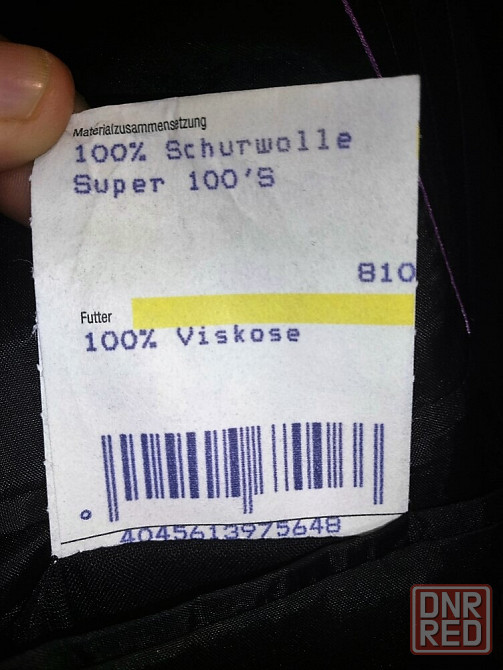 Materialzusammensetzung
100% Schurwolle
Super 100'S
810
Futter
100% Viskose
4045613975648
DNR
RED